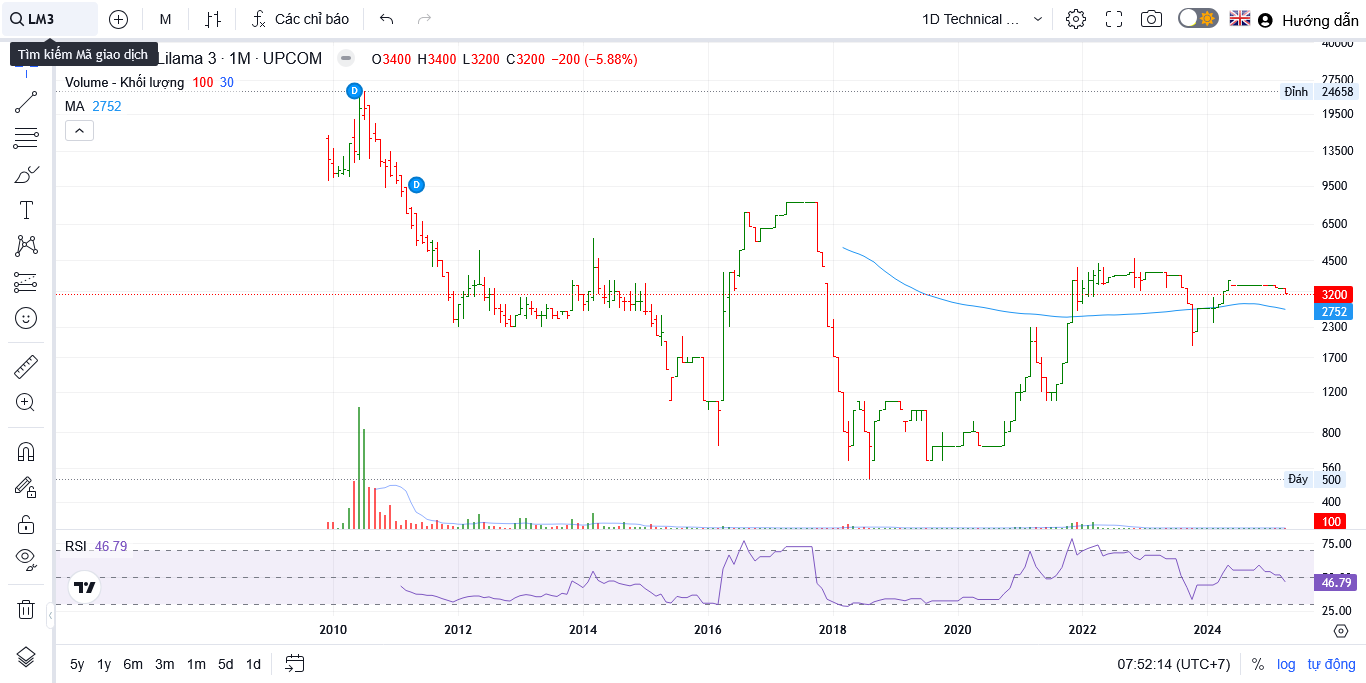 LM3
M
Các chỉ báo
1D Technical ...
Hướng dẫn
Tìm kiếm Mã giao dịch
Lilama 3 · 1M · UPCOM
O3400 H3400 L3200 C3200 −200 (−5.88%)
Volume - Khối lượng 100 30
MA 2752
D
D
40000
27500
Đỉnh 24658
19500
13500
9500
6500
4500
3200
2752
2300
1700
1200
800
560
Đáy 500
400
100
RSI 46.79
75.00
46.79
25.00
2010 2012 2014 2016 2018 2020 2022 2024
5y 1y 6m 3m 1m 5d 1d
07:52:14 (UTC+7) % log tự động